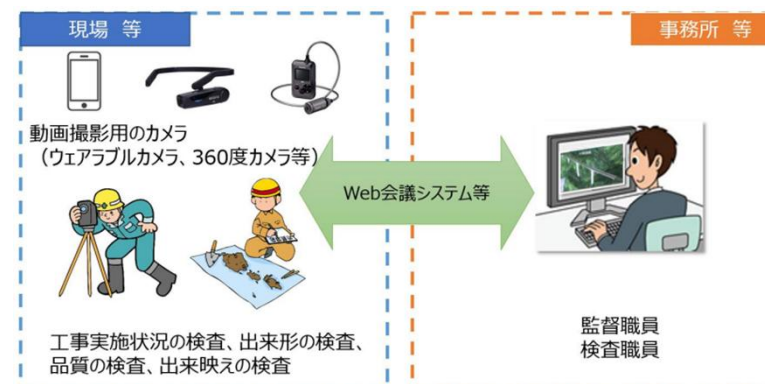 現場 等
事務所 等
動画撮影用のカメラ
（ウェアラブルカメラ、360度カメラ等）
Web会議システム等
工事実施状況の検査、出来形の検査、
品質の検査、出来映えの検査
監督職員
検査職員